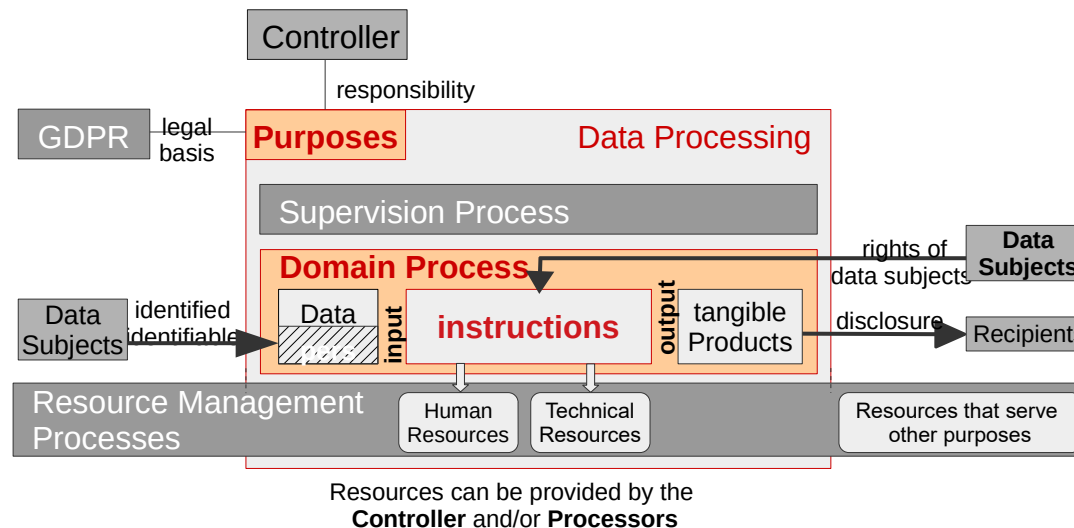 Controller
responsibility
GDPR
legal
basis
Purposes
Data Processing
Supervision Process
Data
Subjects
rights of
data subjects
Domain Process
Data
Subjects
identified
identifiable
Data
input
instructions
output
tangible
Products
disclosure
Recipient
Resource Management
Processes
Human
Resources
Technical
Resources
Resources that serve
other purposes
Resources can be provided by the
Controller and/or Processors